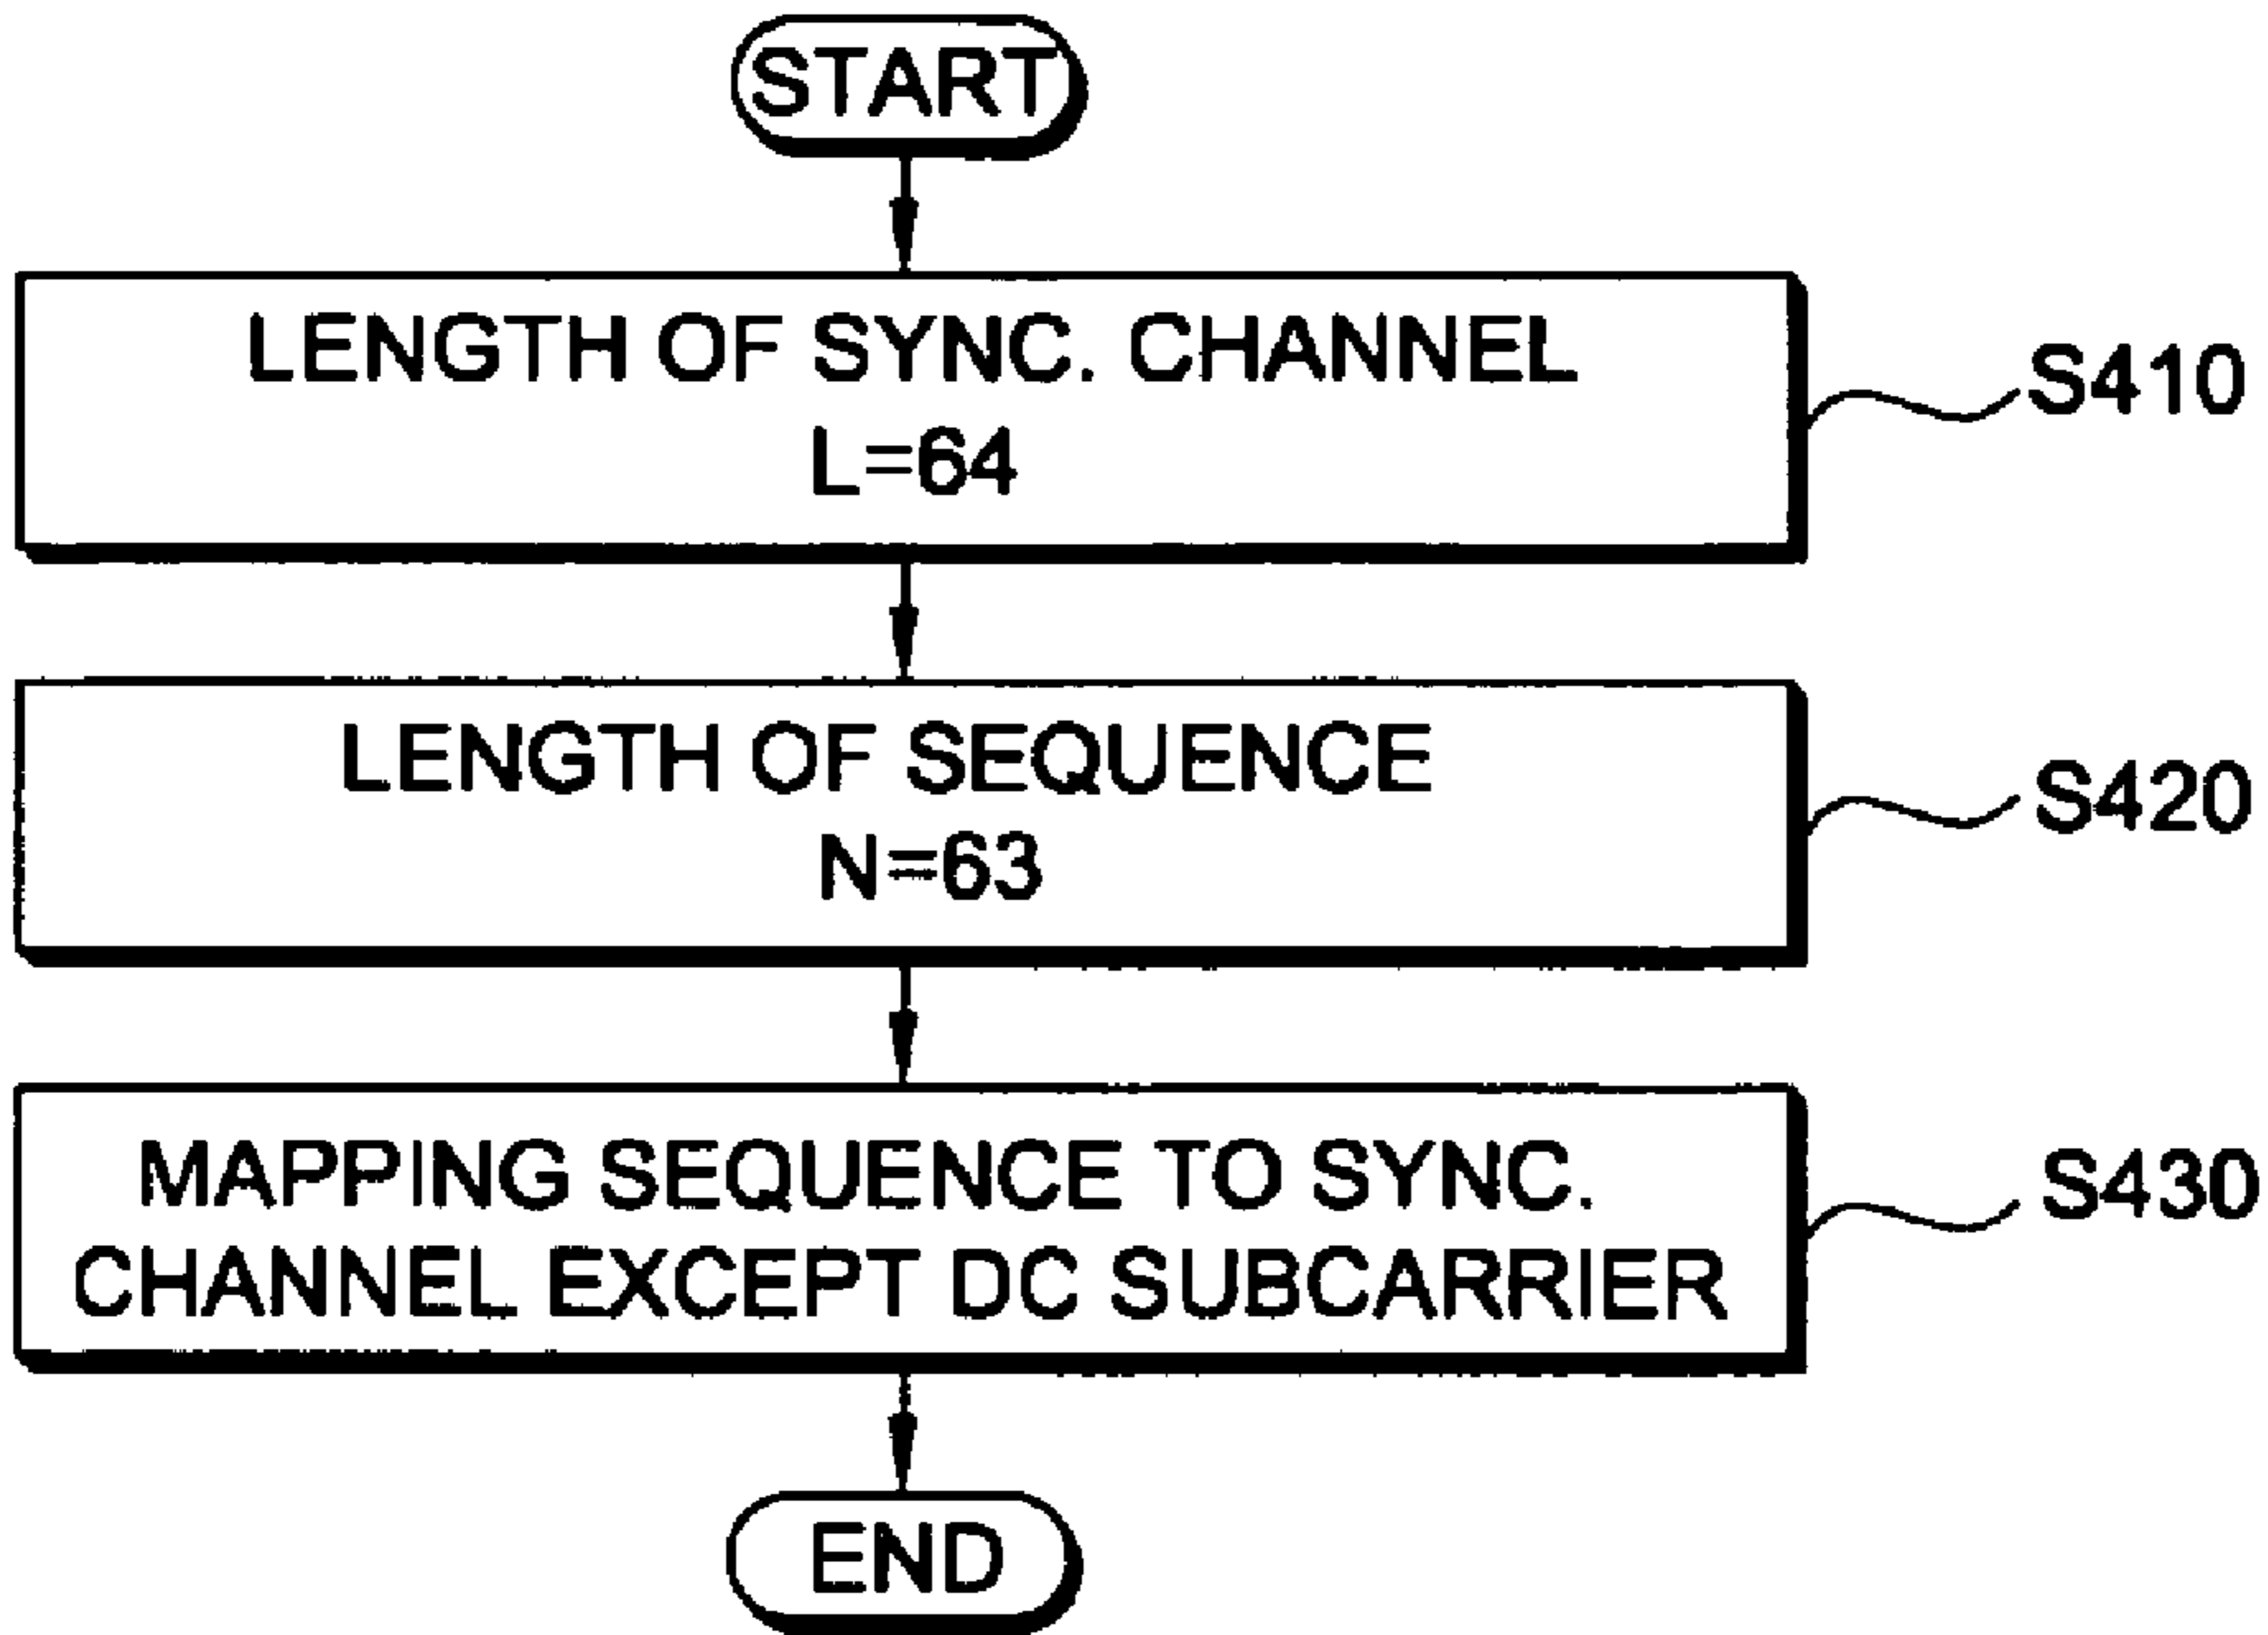 START
LENGTH OF SYNC. CHANNEL
L=64
S410
LENGTH OF SEQUENCE
N=63
S420
MAPPING SEQUENCE TO SYNC.
CHANNEL EXCEPT DC SUBCARRIER
S430
END